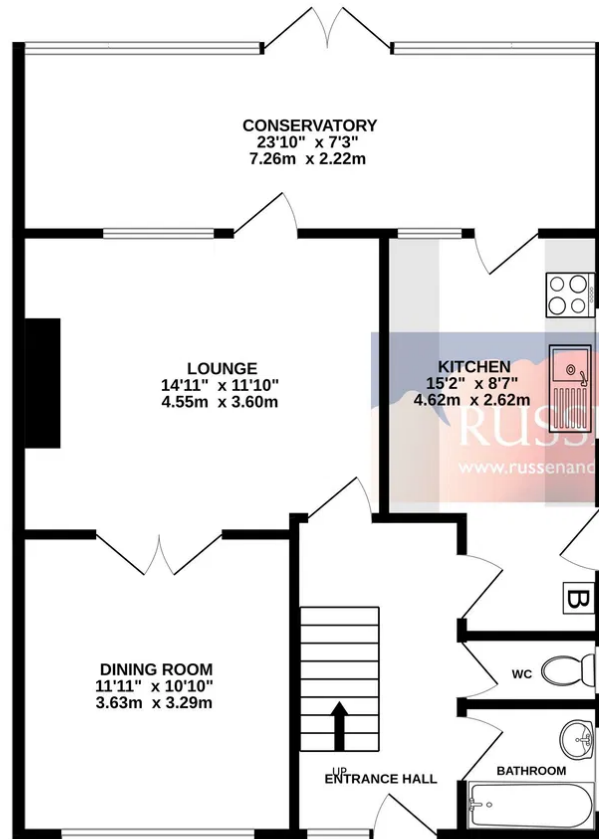 CONSERVATORY
23'10" x 7'3"
7.26m x 2.22m
LOUNGE
14'11" x 11'10"
4.55m x 3.60m
KITCHEN
15'2" x 8'7"
4.62m x 2.62m
RUSS
www.russenand
B
DINING ROOM
11'11" x 10'10"
3.63m x 3.29m
WC
UP
ENTRANCE HALL
BATHROOM